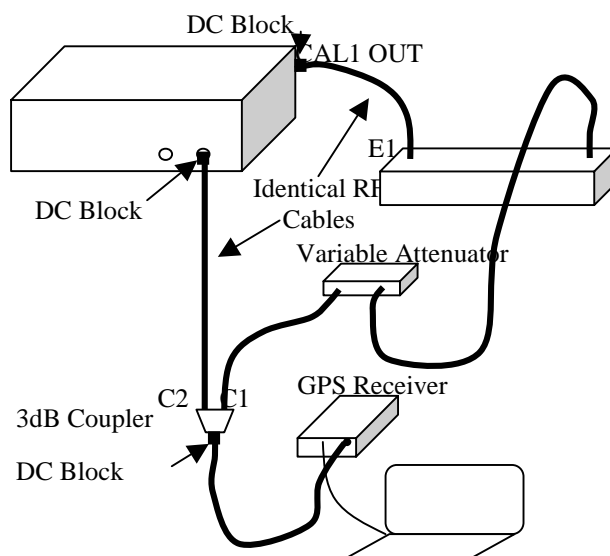 DC Block
CAL1 OUT
E1
Identical RF
Cables
DC Block
Variable Attenuator
C2
C1
GPS Receiver
3dB Coupler
DC Block